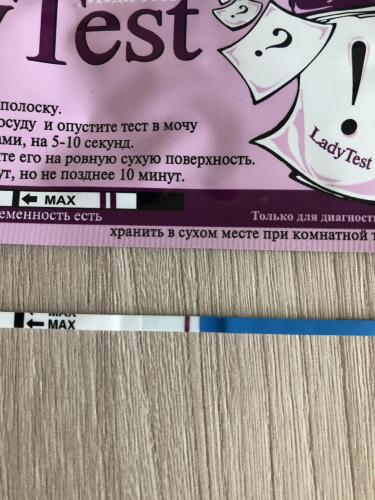 yTest
?
?
!
LadyTest
полоску.
осуду и опустите тест в мочу
ами, на 5-10 секунд.
те его на ровную сухую поверхность.
ут, но не позднее 10 минут.
← MAX
еменность есть
Только для диагности
хранить в сухом месте при комнатной т
MAX
← MAX